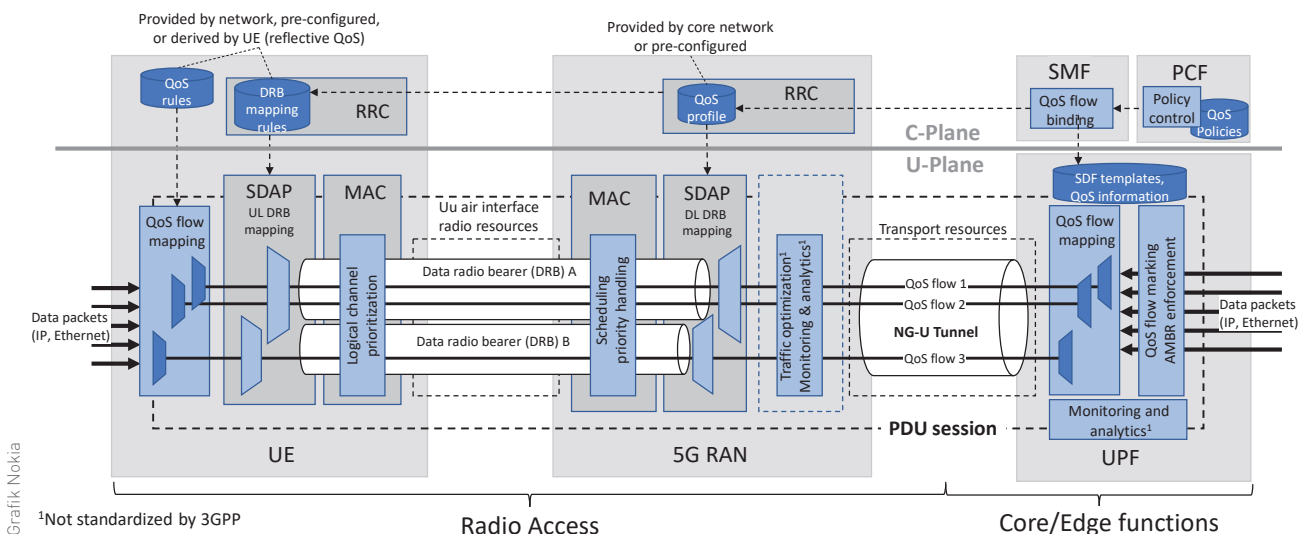 Provided by network, pre-configured,
or derived by UE (reflective QoS)
Provided by core network
or pre-configured
QoS
rules
DRB
mapping
rules
RRC
QoS
profile
RRC
SMF
QoS flow
binding
PCF
Policy
control
QoS
Policies
C-Plane
U-Plane
QoS flow
mapping
SDAP
UL DRB
mapping
MAC
Logical channel
prioritization
Uu air interface
radio resources
MAC
Scheduling
priority handling
SDAP
DL DRB
mapping
Traffic optimization¹
Monitoring & analytics¹
Transport resources
SDF templates,
QoS information
QoS flow
mapping
QoS flow marking
AMBR enforcement
Data packets
(IP, Ethernet)
Data radio bearer (DRB) A
Data radio bearer (DRB) B
QoS flow 1
QoS flow 2
NG-U Tunnel
QoS flow 3
Data packets
(IP, Ethernet)
Monitoring and
analytics¹
PDU session
UE
5G RAN
UPF
Grafik Nokia
¹Not standardized by 3GPP
Radio Access
Core/Edge functions